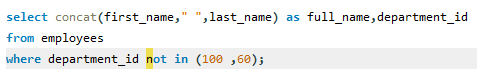 select concat(first_name," ",last_name) as full_name,department_id
from employees
where department_id not in (100 ,60);